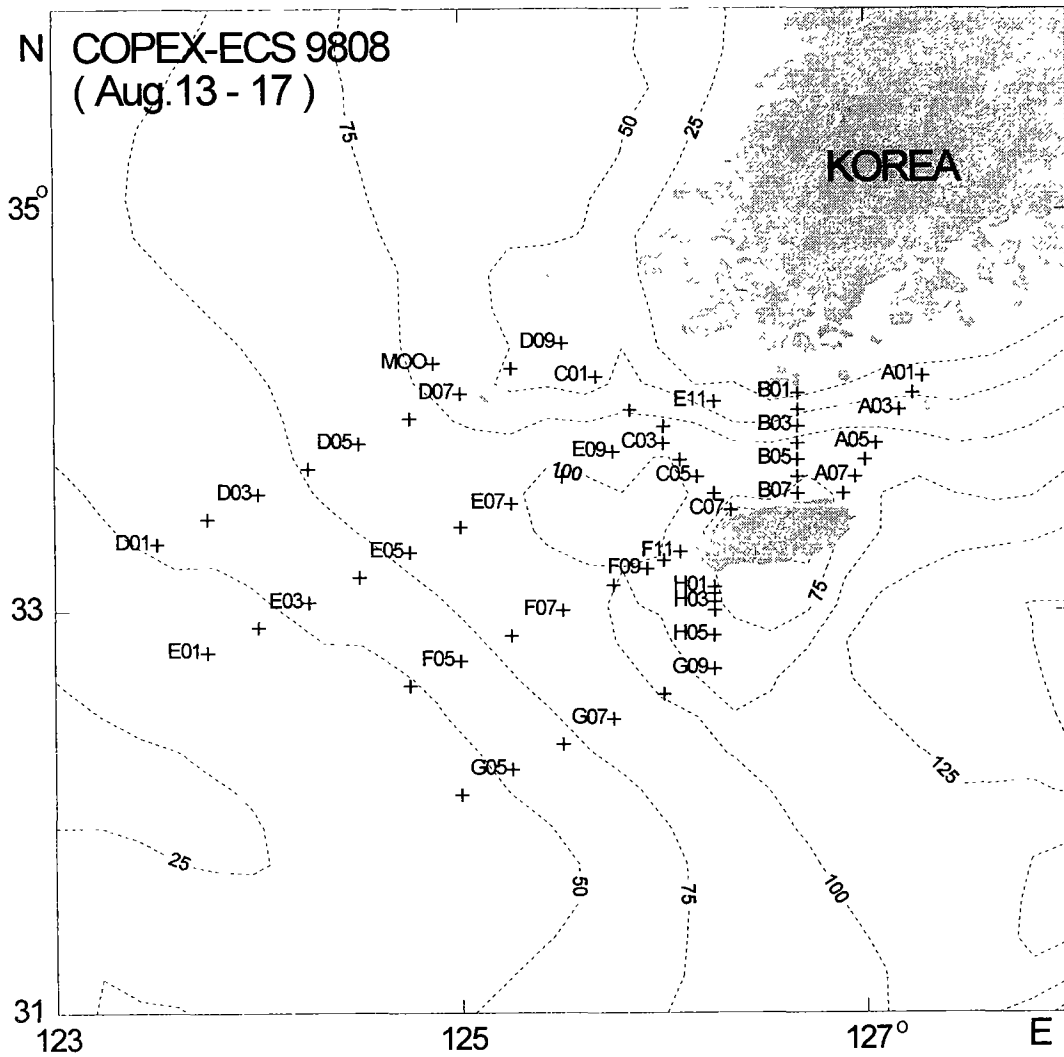 N
COPEX-ECS 9808
( Aug.13 - 17 )
75
50
25
KOREA
35°
D09
MOO
C01
A01
D07
E11
B01
A03
B03
D05
C03
A05
E09
B05
100
C05
A07
D03
B07
E07
C07
D01
E05
F11
F09
H01
75
E03
H03
33
F07
H05
E01
F05
G09
G07
G05
125
25
50
75
100
31
123
125
127°
E